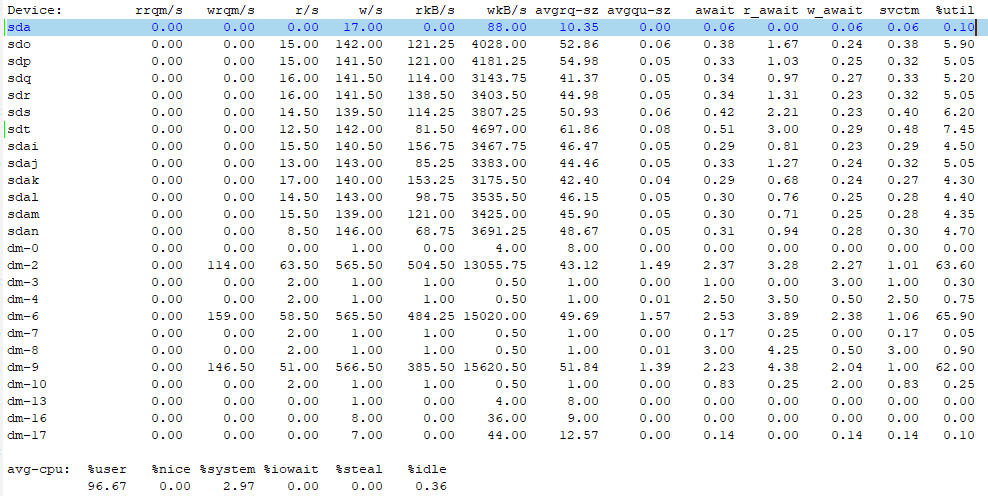 Device: rrqm/s wrqm/s r/s w/s rkB/s wkB/s avgrq-sz avgqu-sz await r_await w_await svctm %util
sda 0.00 0.00 0.00 17.00 0.00 88.00 10.35 0.00 0.06 0.00 0.06 0.06 0.10
sdo 0.00 0.00 15.00 142.00 121.25 4028.00 52.86 0.06 0.38 1.67 0.24 0.38 5.90
sdp 0.00 0.00 15.00 141.50 121.00 4181.25 54.98 0.05 0.33 1.03 0.25 0.32 5.05
sdq 0.00 0.00 16.00 141.50 114.00 3143.75 41.37 0.05 0.34 0.97 0.27 0.33 5.20
sdr 0.00 0.00 16.00 141.50 138.50 3403.50 44.98 0.05 0.34 1.31 0.23 0.32 5.05
sds 0.00 0.00 14.50 139.50 114.25 3807.25 50.93 0.06 0.42 2.21 0.23 0.40 6.20
sdt 0.00 0.00 12.50 142.00 81.50 4697.00 61.86 0.08 0.51 3.00 0.29 0.48 7.45
sdai 0.00 0.00 15.50 140.50 156.75 3467.75 46.47 0.05 0.29 0.81 0.23 0.29 4.50
sdaj 0.00 0.00 13.00 143.00 85.25 3383.00 44.46 0.05 0.33 1.27 0.24 0.32 5.05
sdak 0.00 0.00 17.00 140.00 153.25 3175.50 42.40 0.04 0.29 0.68 0.24 0.27 4.30
sdal 0.00 0.00 14.50 143.00 98.75 3535.50 46.15 0.05 0.30 0.76 0.25 0.28 4.40
sdam 0.00 0.00 15.50 139.00 121.00 3425.00 45.90 0.05 0.30 0.71 0.25 0.28 4.35
sdan 0.00 0.00 8.50 146.00 68.75 3691.25 48.67 0.05 0.31 0.94 0.28 0.30 4.70
dm-0 0.00 0.00 0.00 1.00 0.00 4.00 8.00 0.00 0.00 0.00 0.00 0.00 0.00
dm-2 0.00 114.00 63.50 565.50 504.50 13055.75 43.12 1.49 2.37 3.28 2.27 1.01 63.60
dm-3 0.00 0.00 2.00 1.00 1.00 0.50 1.00 0.00 1.00 0.00 3.00 1.00 0.30
dm-4 0.00 0.00 2.00 1.00 1.00 0.50 1.00 0.01 2.50 3.50 0.50 2.50 0.75
dm-6 0.00 159.00 58.50 565.50 484.25 15020.00 49.69 1.57 2.53 3.89 2.38 1.06 65.90
dm-7 0.00 0.00 2.00 1.00 1.00 0.50 1.00 0.00 0.17 0.25 0.00 0.17 0.05
dm-8 0.00 0.00 2.00 1.00 1.00 0.50 1.00 0.01 3.00 4.25 0.50 3.00 0.90
dm-9 0.00 146.50 51.00 566.50 385.50 15620.50 51.84 1.39 2.23 4.38 2.04 1.00 62.00
dm-10 0.00 0.00 2.00 1.00 1.00 0.50 1.00 0.00 0.83 0.25 2.00 0.83 0.25
dm-13 0.00 0.00 0.00 1.00 0.00 4.00 8.00 0.00 0.00 0.00 0.00 0.00 0.00
dm-16 0.00 0.00 0.00 8.00 0.00 36.00 9.00 0.00 0.00 0.00 0.00 0.00 0.00
dm-17 0.00 0.00 0.00 7.00 0.00 44.00 12.57 0.00 0.14 0.00 0.14 0.14 0.10
avg-cpu: %user %nice %system %iowait %steal %idle
96.67 0.00 2.97 0.00 0.00 0.36